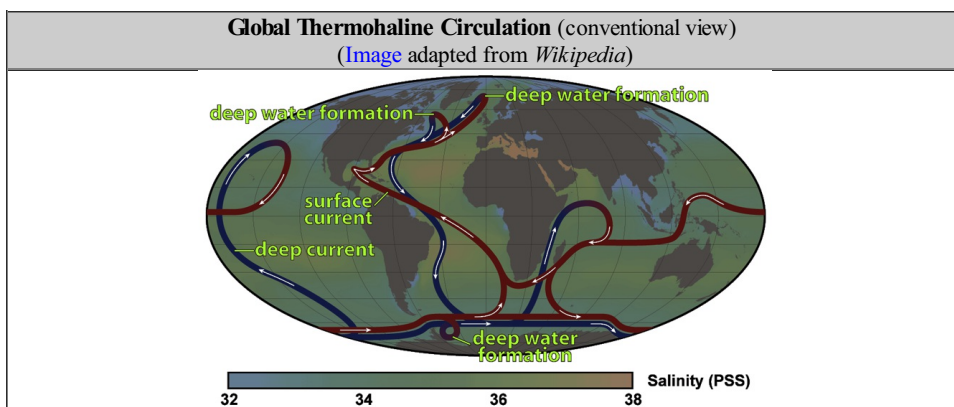 Global Thermohaline Circulation (conventional view)
(Image adapted from Wikipedia)
deep water formation
deep water formation
surface
current
deep current
deep water
formation
Salinity (PSS)
32 34 36 38